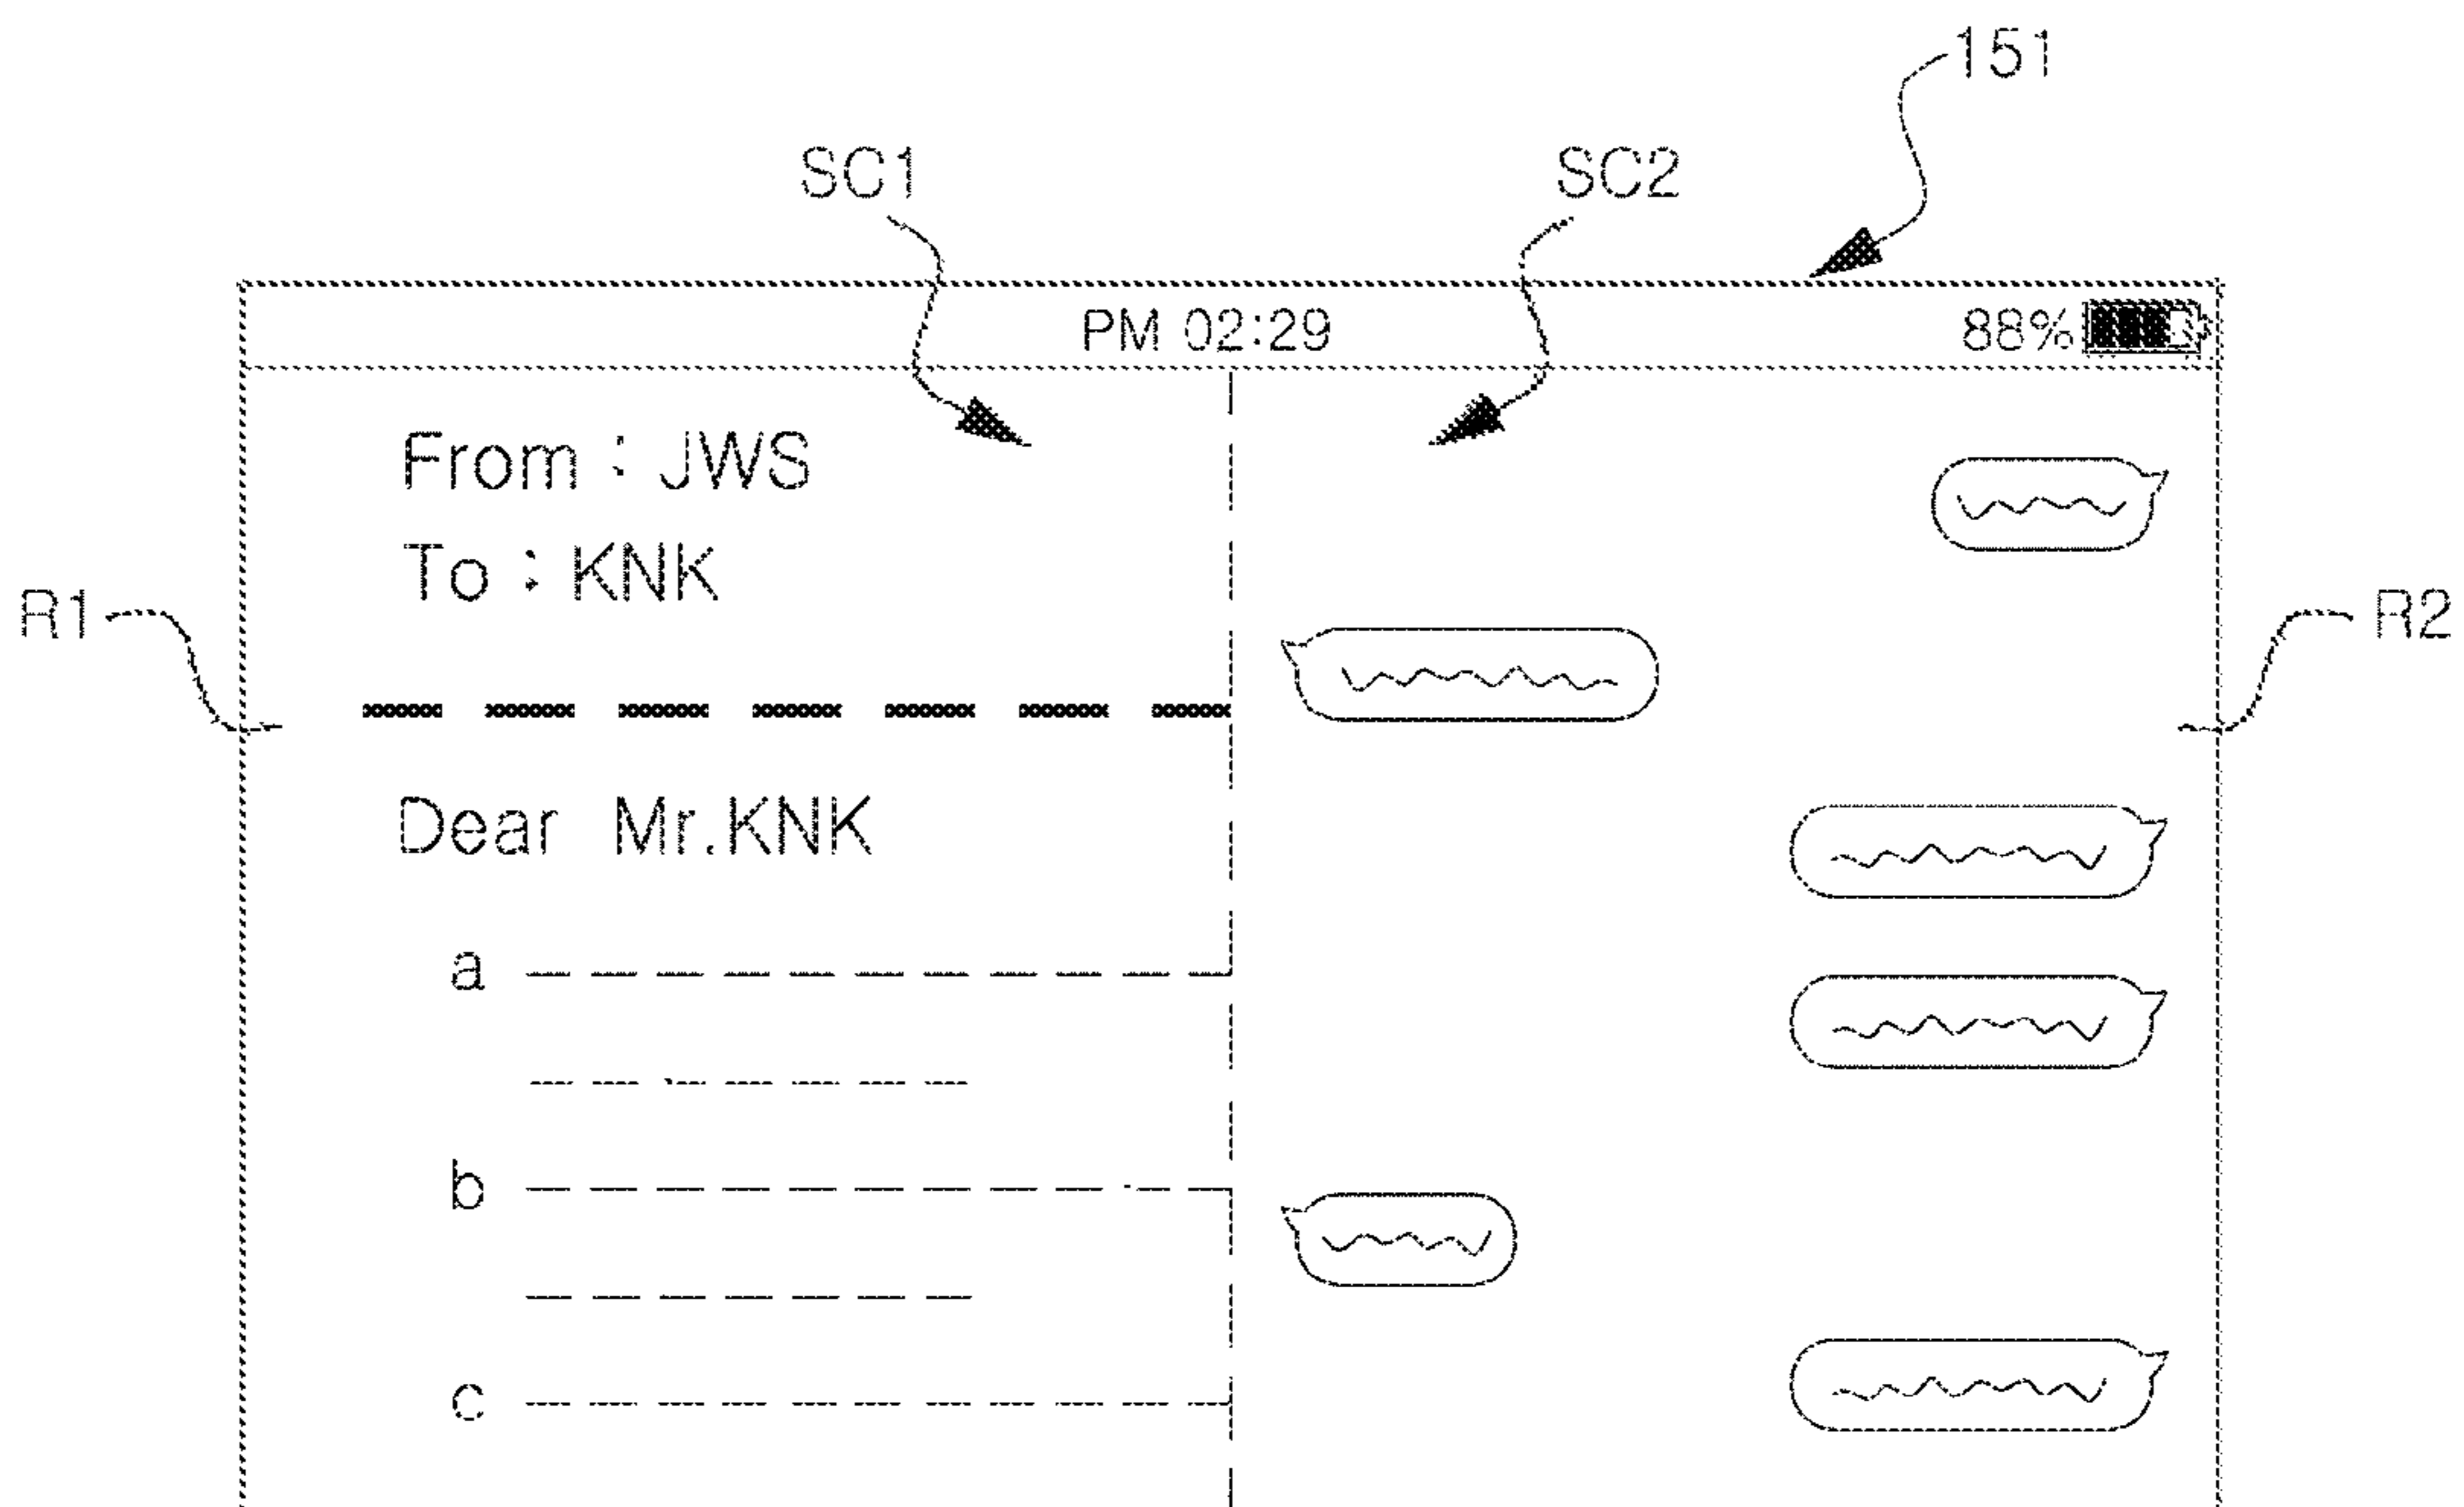 151
SC1
SC2
PM 02:29
88%
From : JWS
To : KNK
R1
R2
Dear Mr.KNK
a
b
c